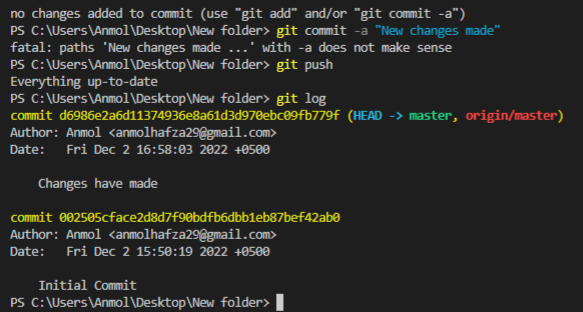 no changes added to commit (use "git add" and/or "git commit -a")
PS C:\Users\Anmol\Desktop\New folder> git commit -a "New changes made"
fatal: paths 'New changes made ...' with -a does not make sense
PS C:\Users\Anmol\Desktop\New folder> git push
Everything up-to-date
PS C:\Users\Anmol\Desktop\New folder> git log
commit d6986e2a6d11374936e8a61d3d970ebc09fb779f (HEAD -> master, origin/master)
Author: Anmol <anmolhafza29@gmail.com>
Date:   Fri Dec 2 16:58:03 2022 +0500
    Changes have made
commit 002505cface2d8d7f90bdfb6dbb1eb87bef42ab0
Author: Anmol <anmolhafza29@gmail.com>
Date:   Fri Dec 2 15:50:19 2022 +0500
    Initial Commit
PS C:\Users\Anmol\Desktop\New folder>